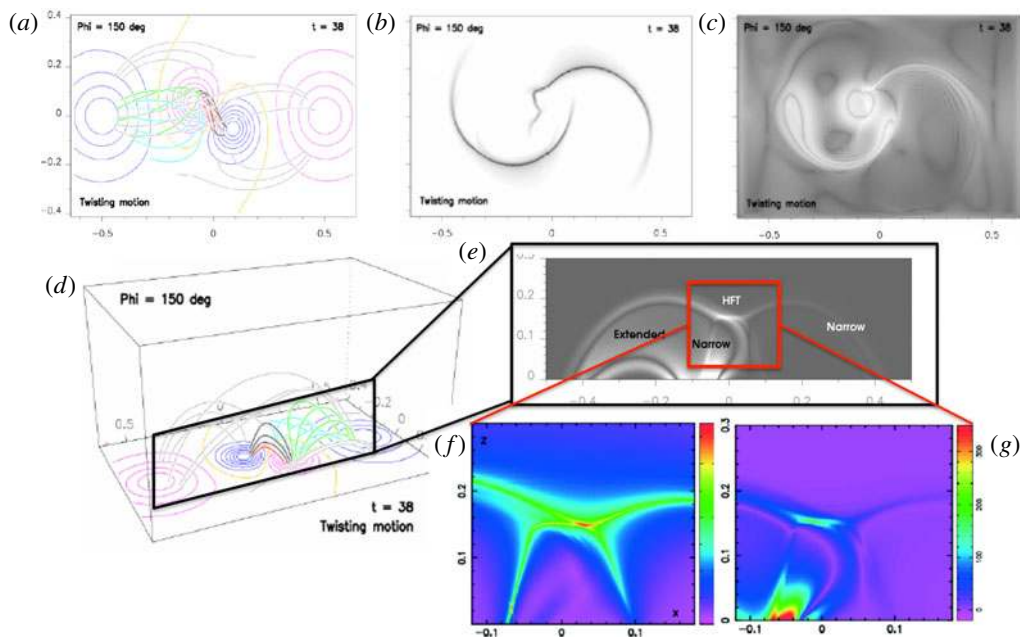 (a)
Phi = 150 deg t = 38
0.4
0.2
0
−0.2
−0.4
Twisting motion
−0.5 0 0.5
(b)
Phi = 150 deg t = 38
Twisting motion
−0.5 0 0.5
(c)
Phi = 150 deg t = 38
Twisting motion
−0.5 0 0.5
(d)
Phi = 150 deg
0.5
0
t = 38
Twisting motion
(e)
0.2
0.1
0
HFT
Extended
Narrow
Narrow
−0.4 −0.2 0 0.2 0.4
(f)
z
0.2
0.1
x
−0.1 0 0.1
(g)
0.3
0.2
0.1
0
−0.1 0 0.1
300
200
100
0